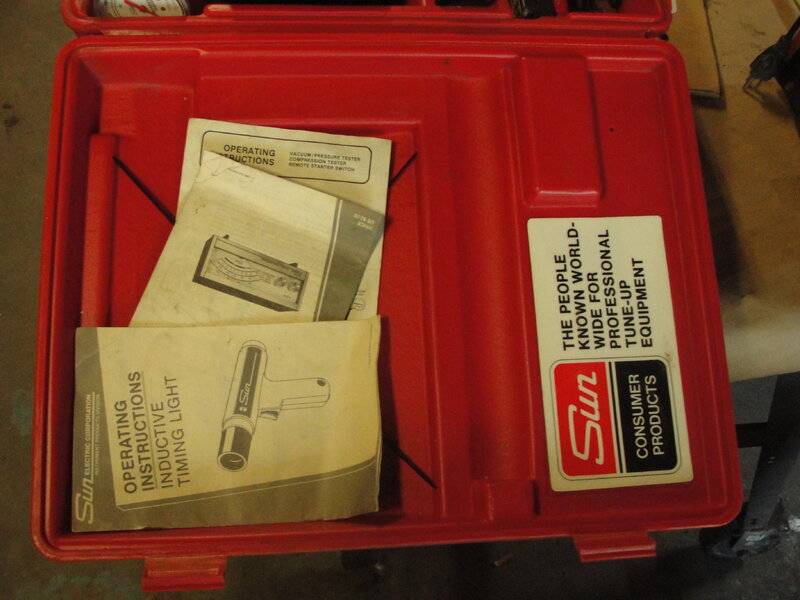 OPERATING
INSTRUCTIONS
VACUUM/PRESSURE TESTER
COMPRESSION TESTER
REMOTE STARTER SWITCH
Sun ELECTRIC CORPORATION
OPERATING
INSTRUCTIONS
INDUCTIVE
TIMING LIGHT
Sun
THE PEOPLE
KNOWN WORLD-
WIDE FOR
PROFESSIONAL
TUNE-UP
EQUIPMENT
Sun
CONSUMER
PRODUCTS